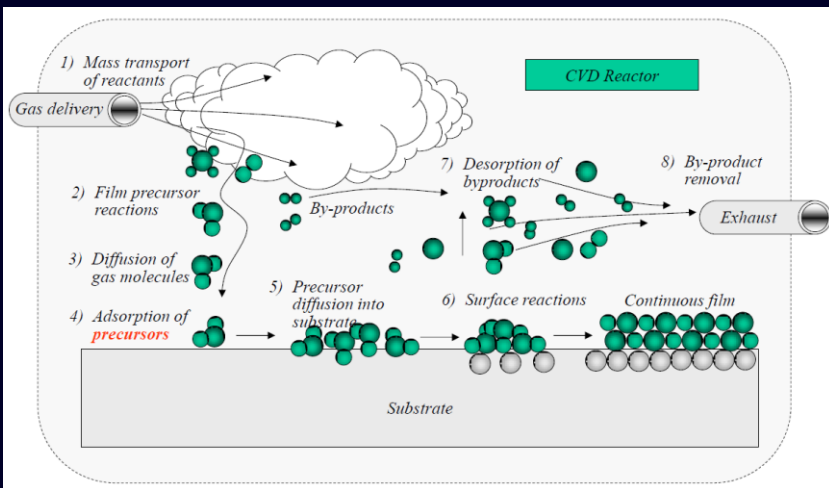 1) Mass transport
of reactants
CVD Reactor
Gas delivery
2) Film precursor
reactions
By-products
7) Desorption of
byproducts
8) By-product
removal
Exhaust
3) Diffusion of
gas molecules
4) Adsorption of
precursors
5) Precursor
diffusion into
substrate
6) Surface reactions
Continuous film
Substrate